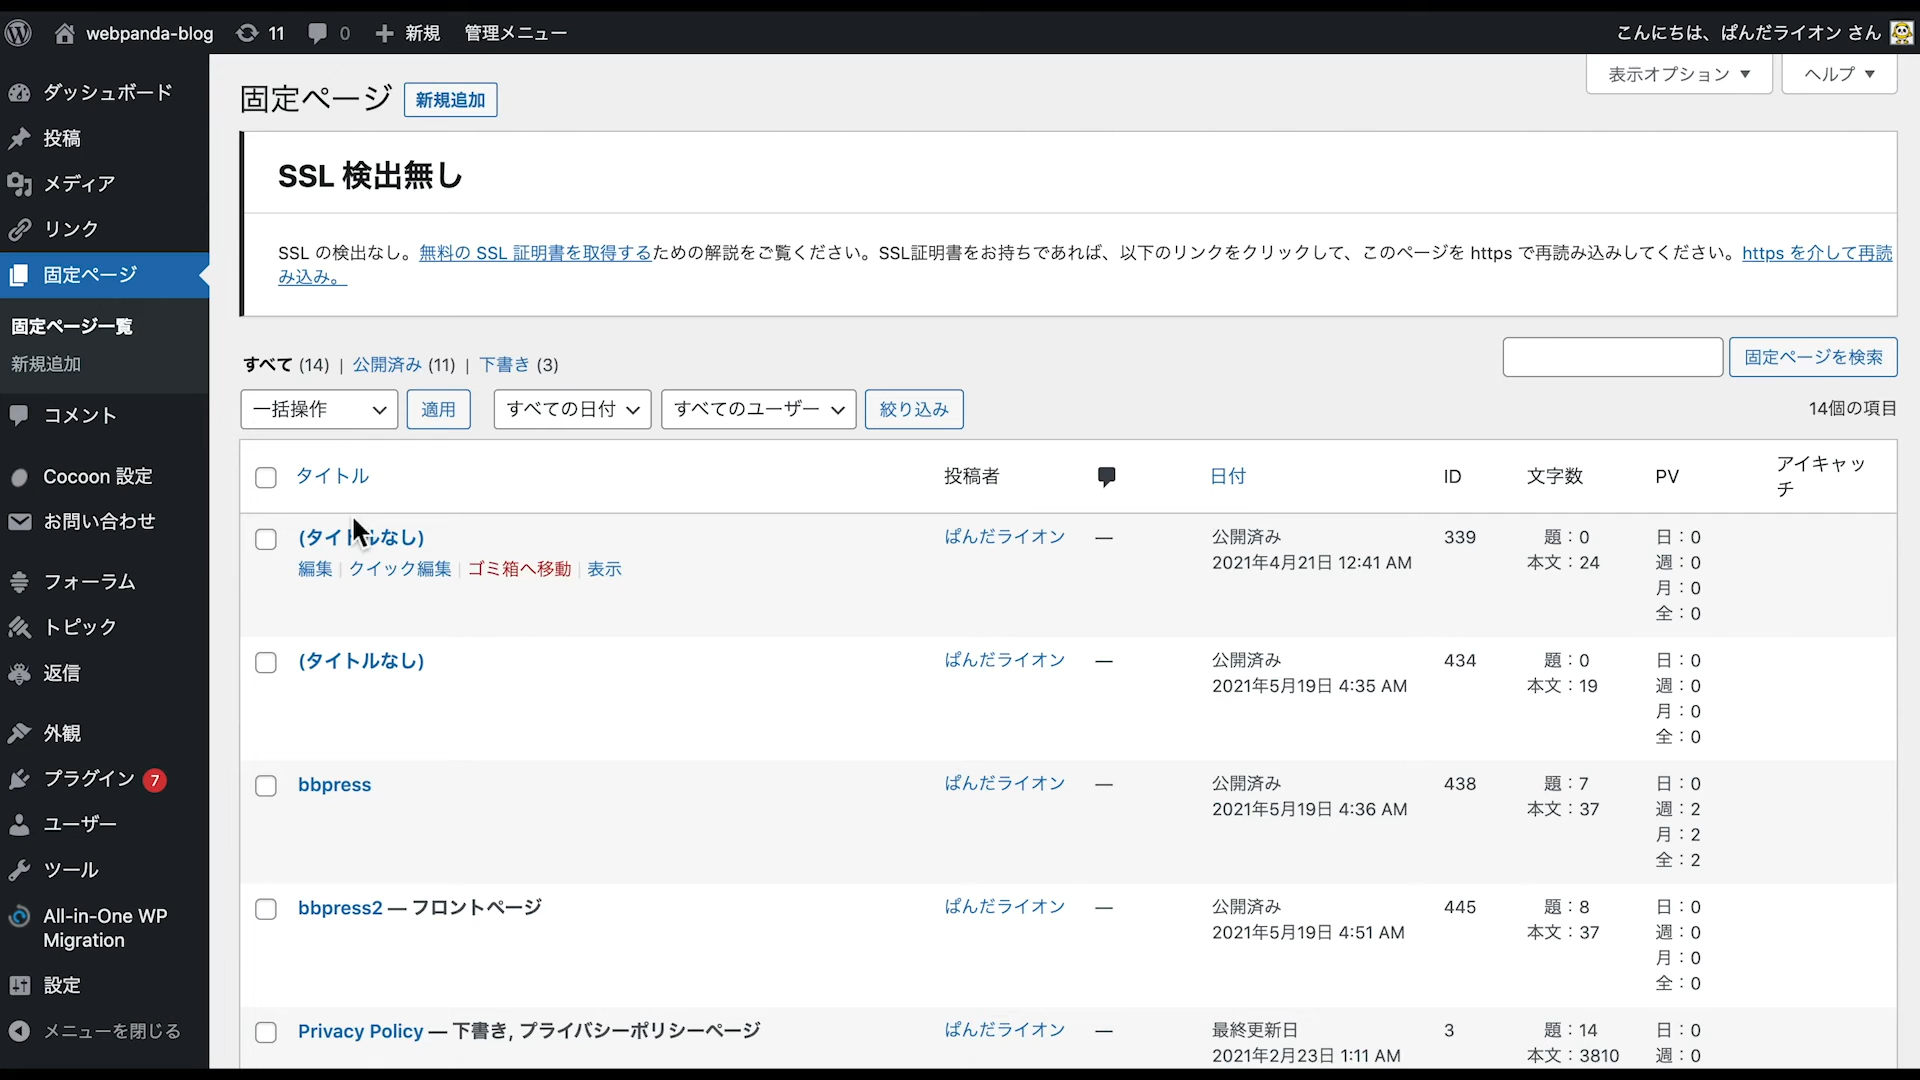 webpanda-blog 11 0 新規 管理メニュー こんにちは、ぱんだライオン さん
ダッシュボード
投稿
メディア
リンク
固定ページ
固定ページ一覧
新規追加
コメント
Cocoon 設定
お問い合わせ
フォーラム
トピック
返信
外観
プラグイン 7
ユーザー
ツール
All-in-One WP
Migration
設定
メニューを閉じる
表示オプション ▼ ヘルプ ▼
固定ページ 新規追加
SSL 検出無し
SSL の検出なし。無料の SSL 証明書を取得するための解説をご覧ください。SSL証明書をお持ちであれば、以下のリンクをクリックして、このページを https で再読み込みしてください。https を介して再読
み込み。
すべて (14) | 公開済み (11) | 下書き (3)
固定ページを検索
一括操作 適用 すべての日付 すべてのユーザー 絞り込み 14個の項目
タイトル 投稿者 日付 ID 文字数 PV アイキャッ
チ
(タイトルなし) ぱんだライオン — 公開済み 339 題：0 日：0
編集 | クイック編集 | ゴミ箱へ移動 | 表示 2021年4月21日 12:41 AM 本文：24 週：0
月：0
全：0
(タイトルなし) ぱんだライオン — 公開済み 434 題：0 日：0
2021年5月19日 4:35 AM 本文：19 週：0
月：0
全：0
bbpress ぱんだライオン — 公開済み 438 題：7 日：0
2021年5月19日 4:36 AM 本文：37 週：2
月：2
全：2
bbpress2 — フロントページ ぱんだライオン — 公開済み 445 題：8 日：0
2021年5月19日 4:51 AM 本文：37 週：0
月：0
全：0
Privacy Policy — 下書き, プライバシーポリシーページ ぱんだライオン — 最終更新日 3 題：14 日：0
2021年2月23日 1:11 AM 本文：3810 週：0